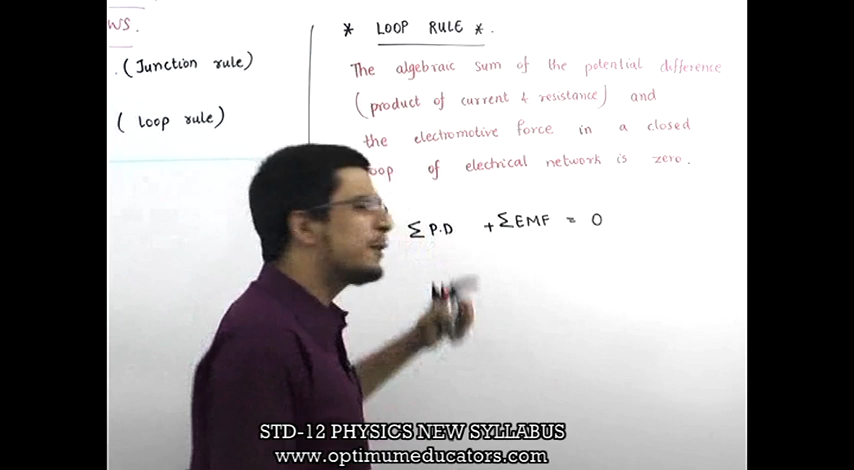 WS.
. (Junction rule)
( loop rule)
* LOOP RULE *.
The algebraic sum of the potential difference
(product of current & resistance) and
the electromotive force in a closed
oop of electrical network is zero.
Σ P.D + Σ EMF = 0
STD-12 PHYSICS NEW SYLLABUS
www.optimumeducators.com